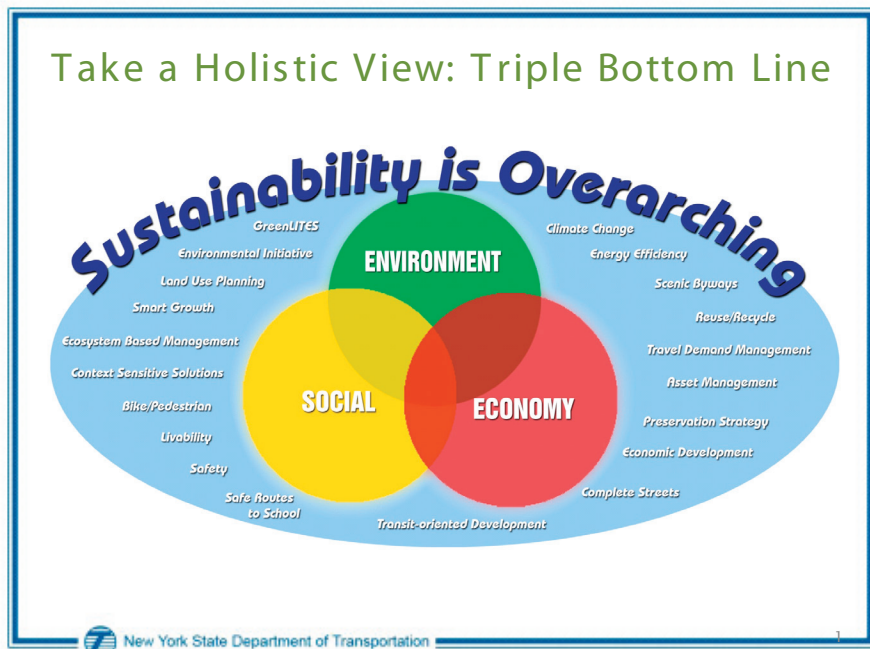 Take a Holistic View: Triple Bottom Line
Sustainability is Overarching
GreenLITES
Environmental Initiative
Land Use Planning
Smart Growth
Ecosystem Based Management
Context Sensitive Solutions
Bike/Pedestrian
Livability
Safety
Safe Routes
to School
ENVIRONMENT
SOCIAL
ECONOMY
Climate Change
Energy Efficiency
Scenic Byways
Reuse/Recycle
Travel Demand Management
Asset Management
Preservation Strategy
Economic Development
Complete Streets
Transit-oriented Development
New York State Department of Transportation
1